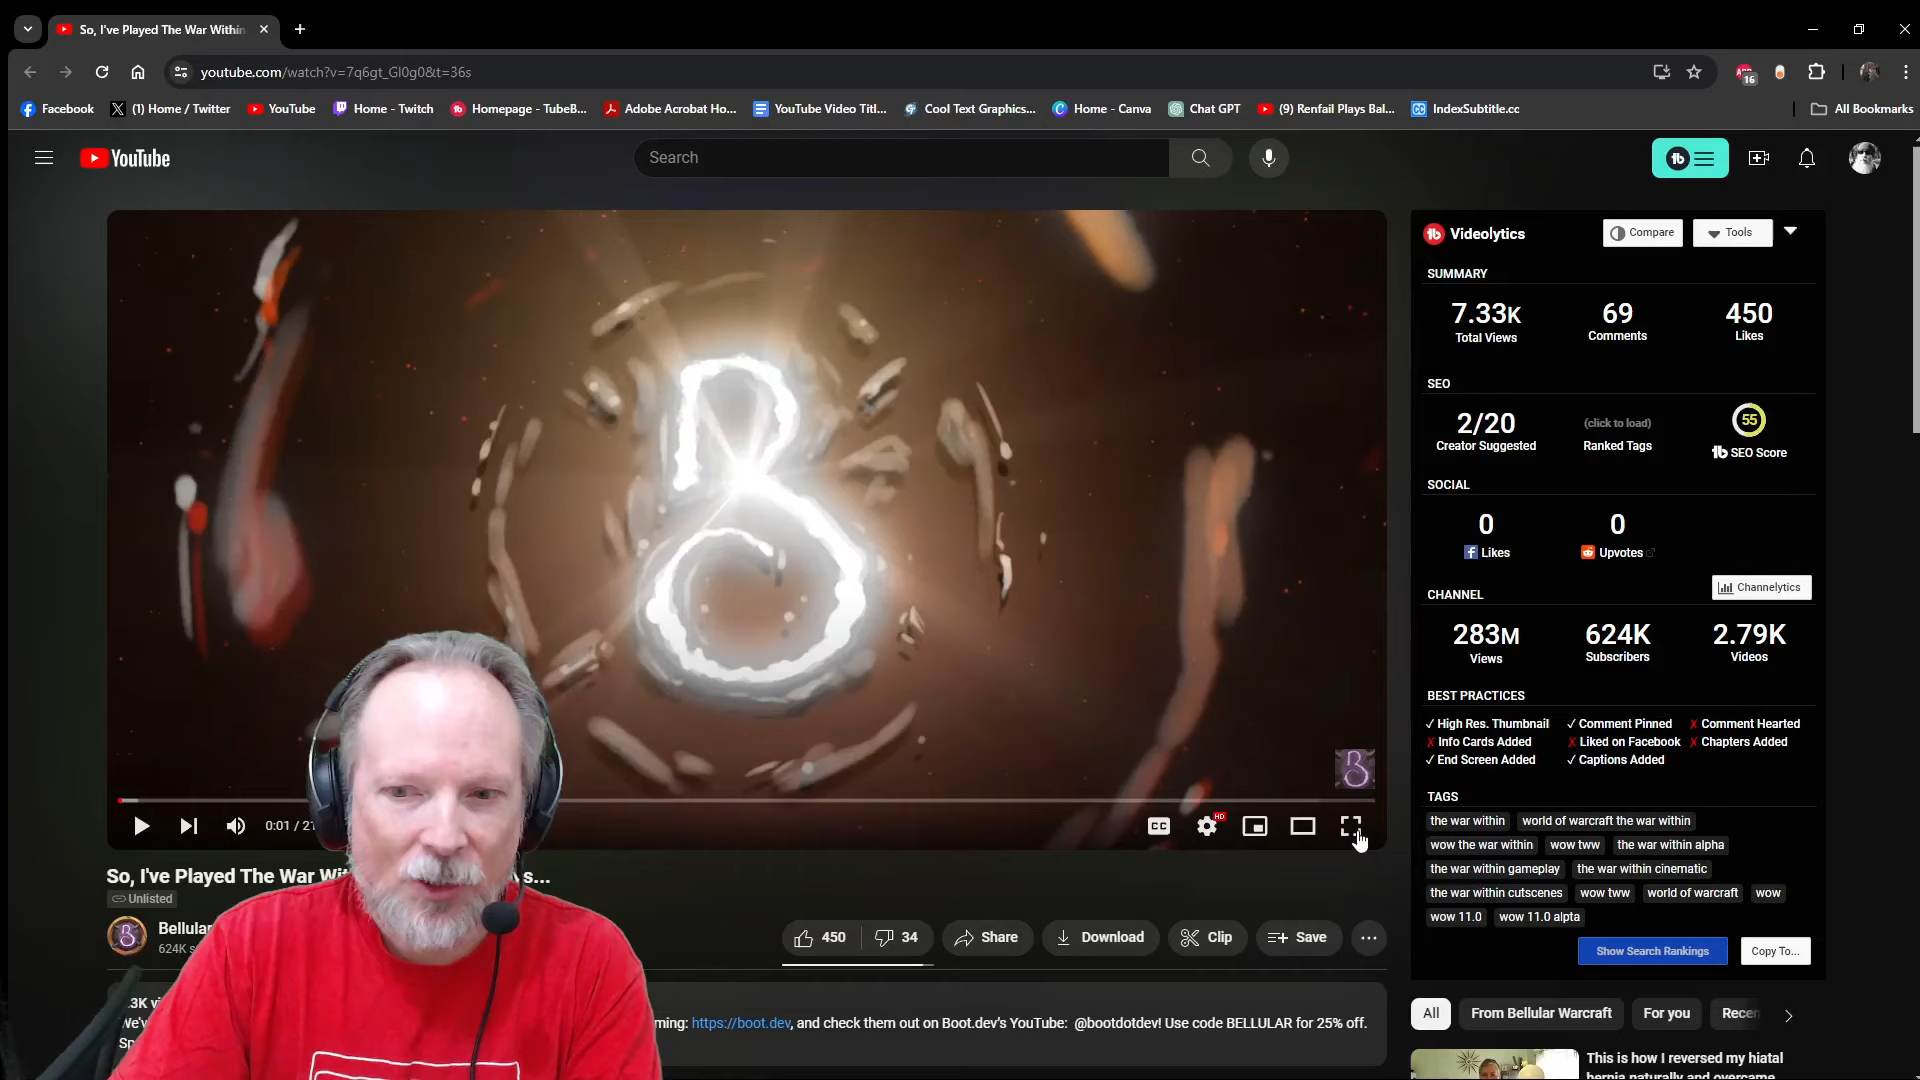 So, I've Played The War Within
youtube.com/watch?v=7q6gt_Gl0g0&t=36s
16
Facebook
(1) Home / Twitter
YouTube
Home - Twitch
Homepage - TubeB...
Adobe Acrobat Ho...
YouTube Video Titl...
Cool Text Graphics...
Home - Canva
Chat GPT
(9) Renfail Plays Bal...
IndexSubtitle.cc
All Bookmarks
YouTube
Search
Videolytics
Compare
Tools
SUMMARY
7.33K
69
450
Total Views
Comments
Likes
SEO
2/20
(click to load)
55
Creator Suggested
Ranked Tags
SEO Score
SOCIAL
0
0
Likes
Upvotes
CHANNEL
Channelytics
283M
624K
2.79K
Views
Subscribers
Videos
BEST PRACTICES
✓ High Res. Thumbnail
✓ Comment Pinned
✗ Comment Hearted
✗ Info Cards Added
✗ Liked on Facebook
✗ Chapters Added
✓ End Screen Added
✓ Captions Added
TAGS
the war within
world of warcraft the war within
wow the war within
wow tww
the war within alpha
the war within gameplay
the war within cinematic
the war within cutscenes
wow tww
world of warcraft
wow
wow 11.0
wow 11.0 alpta
Show Search Rankings
Copy To...
0:01 / 
CC
HD
So, I've Played The War Wi
s...
Unlisted
Bellular
624K
450
34
Share
Download
Clip
Save
ming: https://boot.dev, and check them out on Boot.dev's YouTube: @bootdotdev! Use code BELLULAR for 25% off.
All
From Bellular Warcraft
For you
Recen
This is how I reversed my hiatal
hernia naturally and overcame